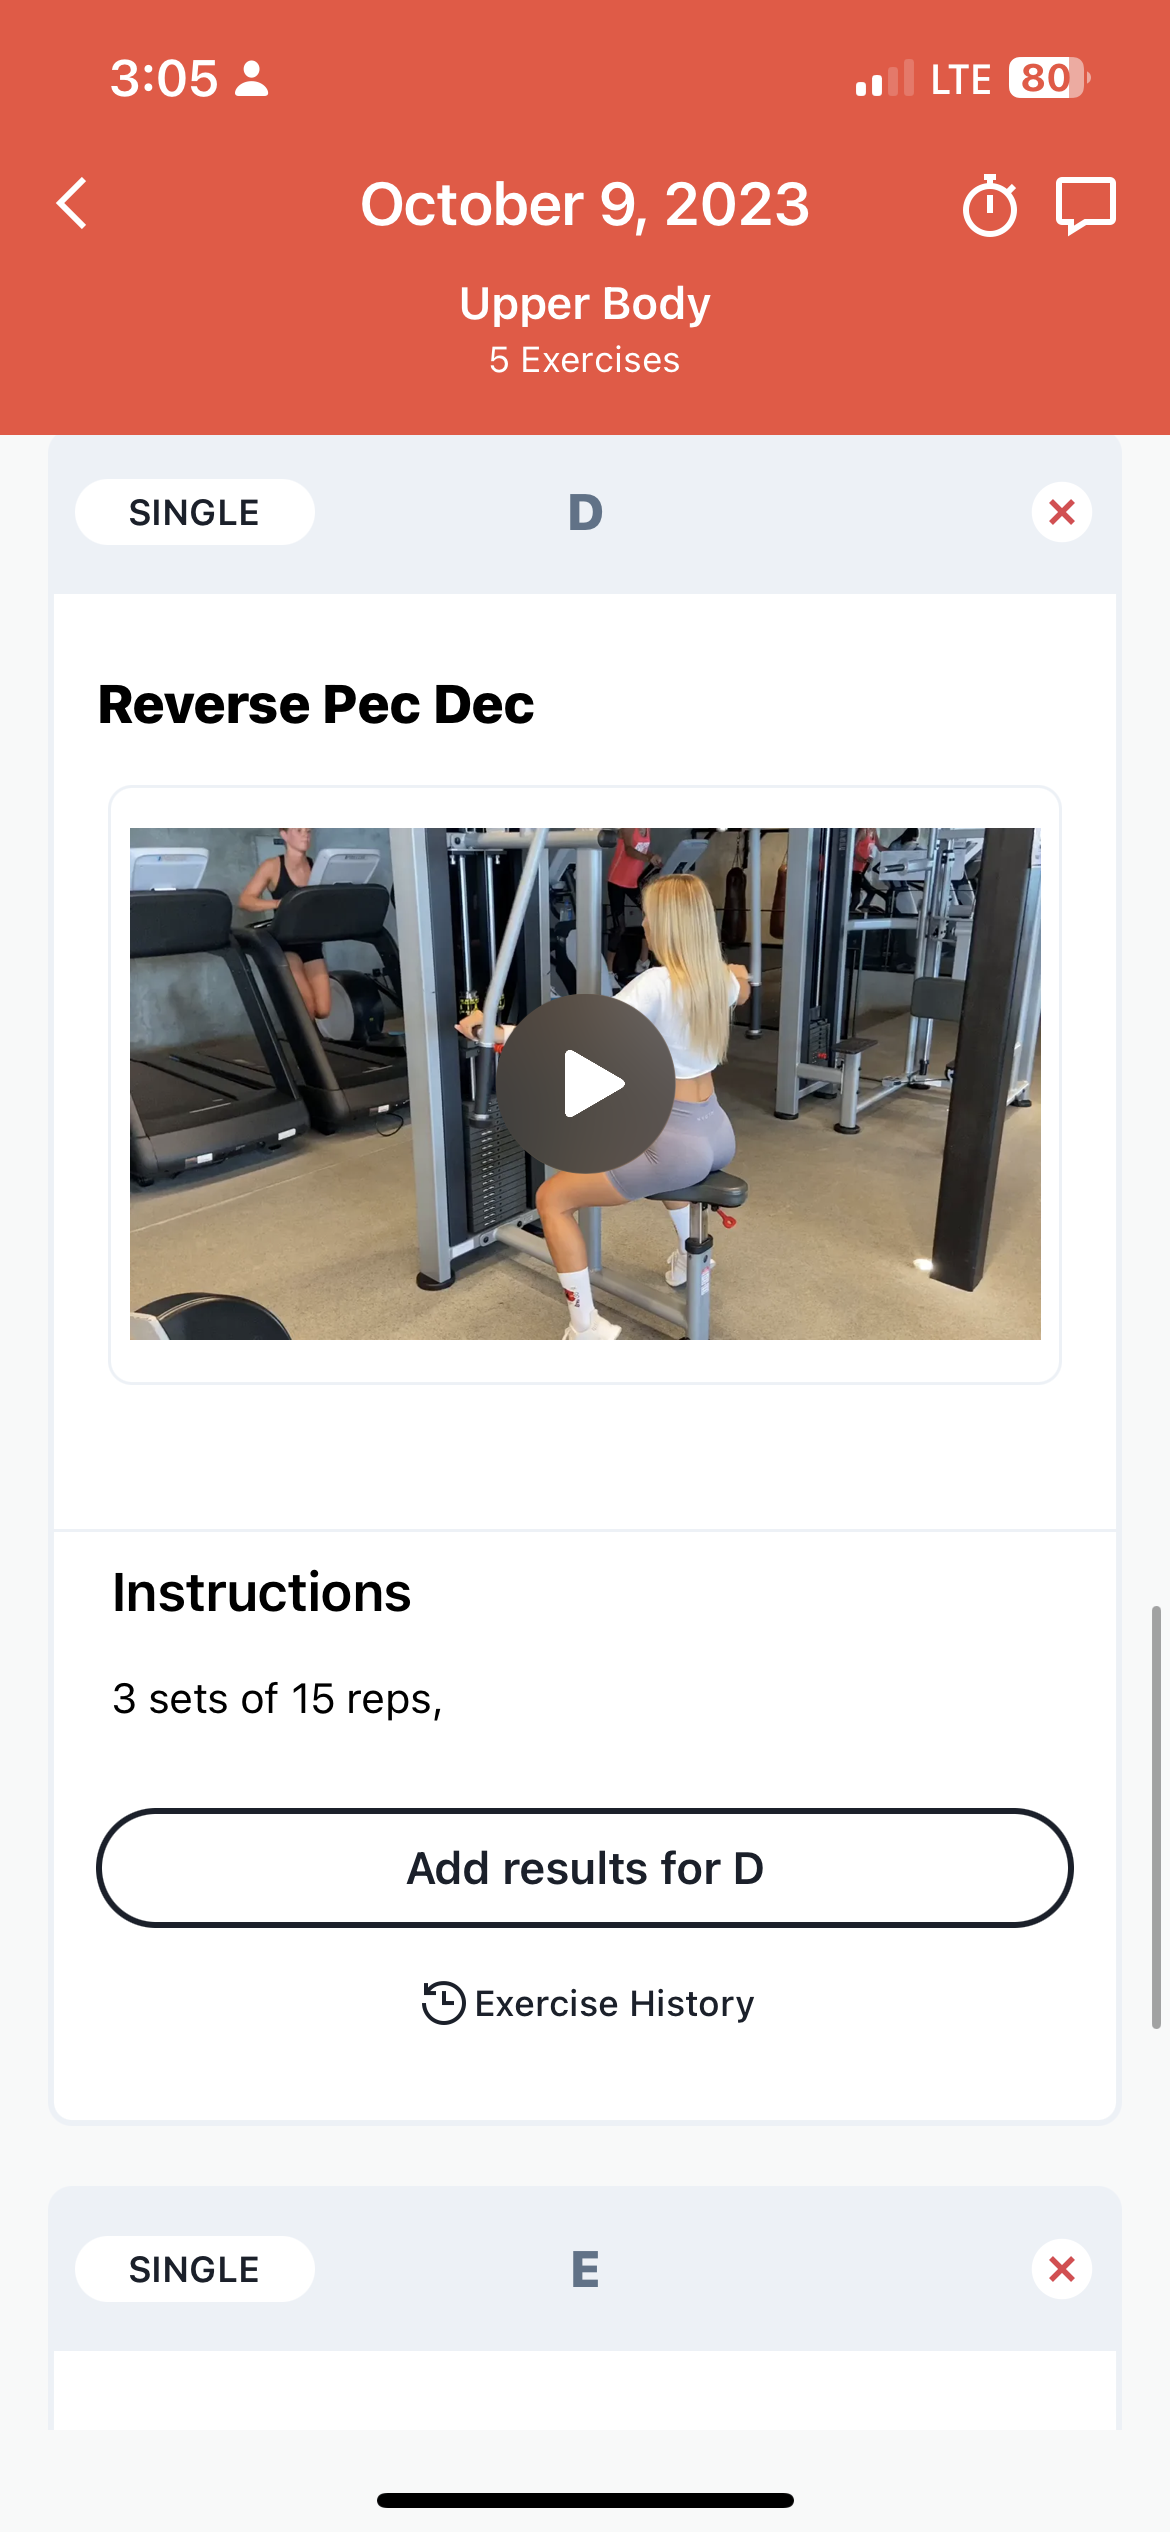 3:05
LTE 80
October 9, 2023
Upper Body
5 Exercises
SINGLE
D
Reverse Pec Dec
Instructions
3 sets of 15 reps,
Add results for D
Exercise History
SINGLE
E